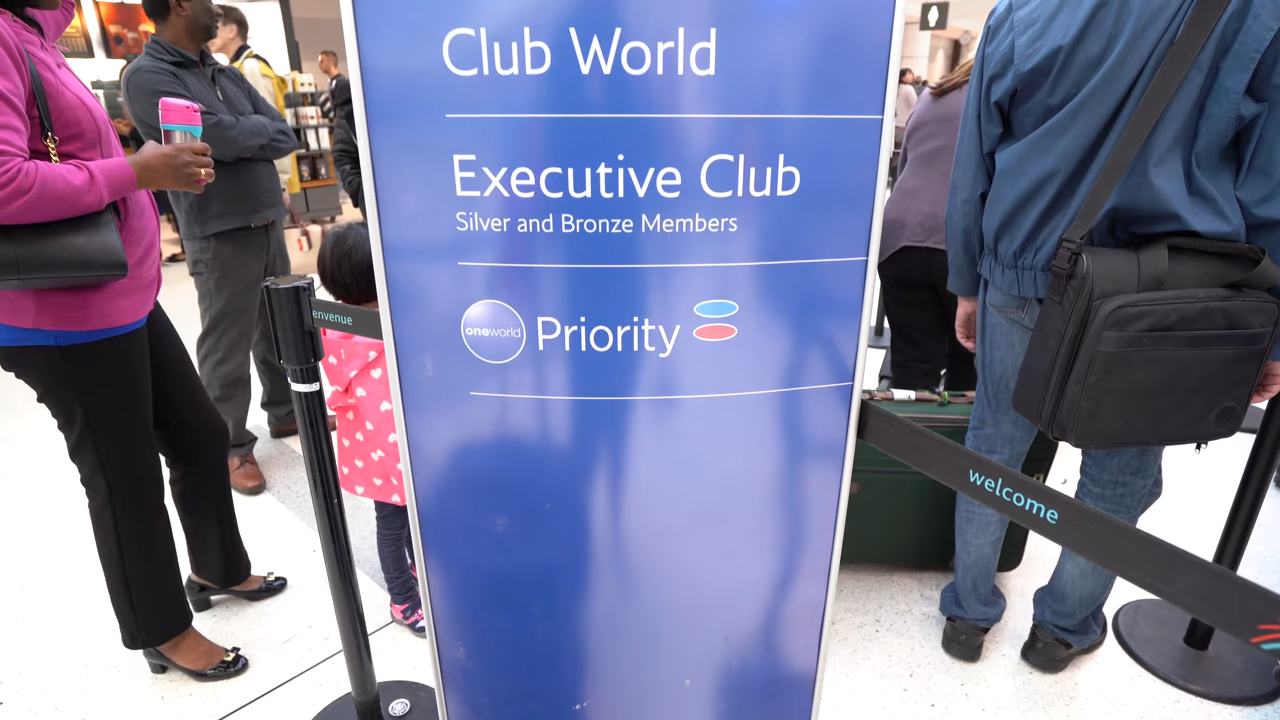 Club World
Executive Club
Silver and Bronze Members
oneworld Priority
envenue
welcome